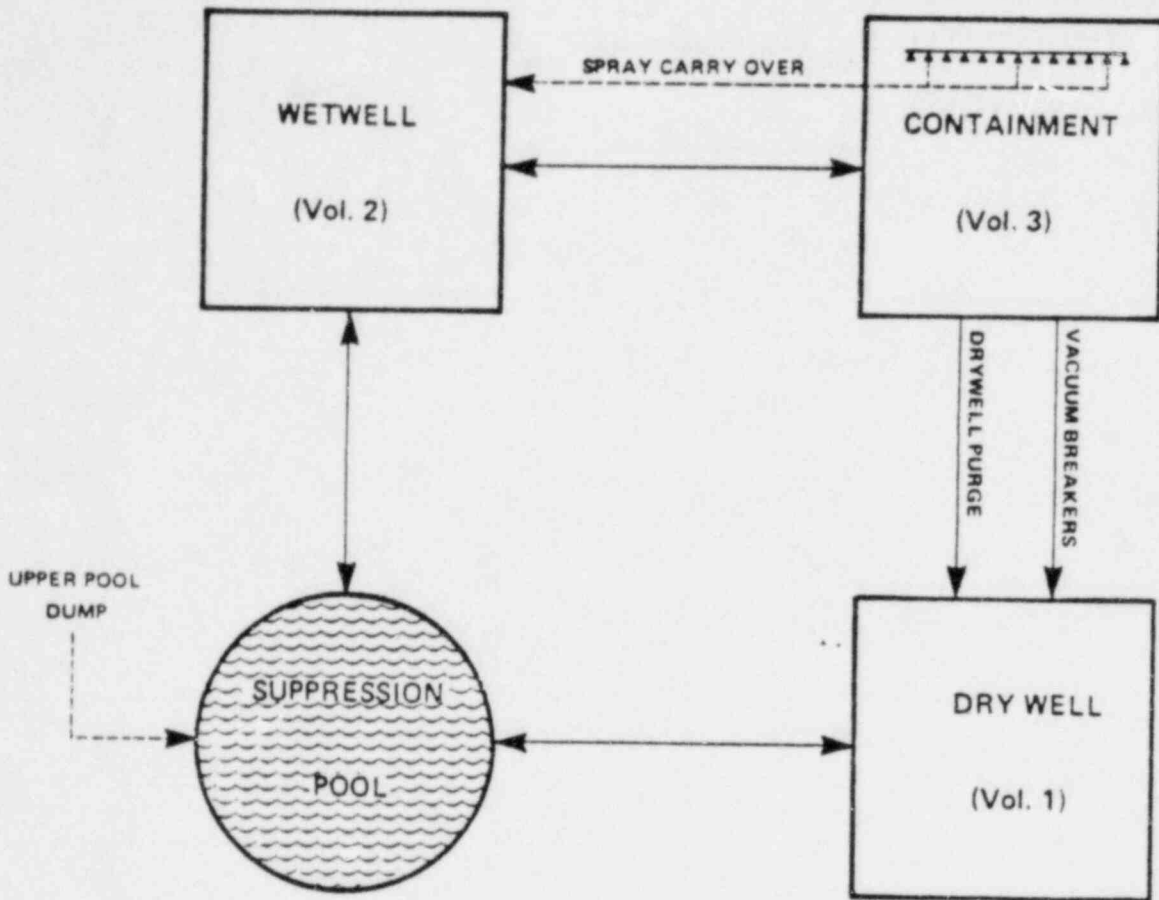 SPRAY CARRY OVER
WETWELL
(Vol. 2)
CONTAINMENT
(Vol. 3)
DRYWELL PURGE
VACUUM BREAKERS
UPPER POOL
DUMP
SUPPRESSION
POOL
DRY WELL
(Vol. 1)